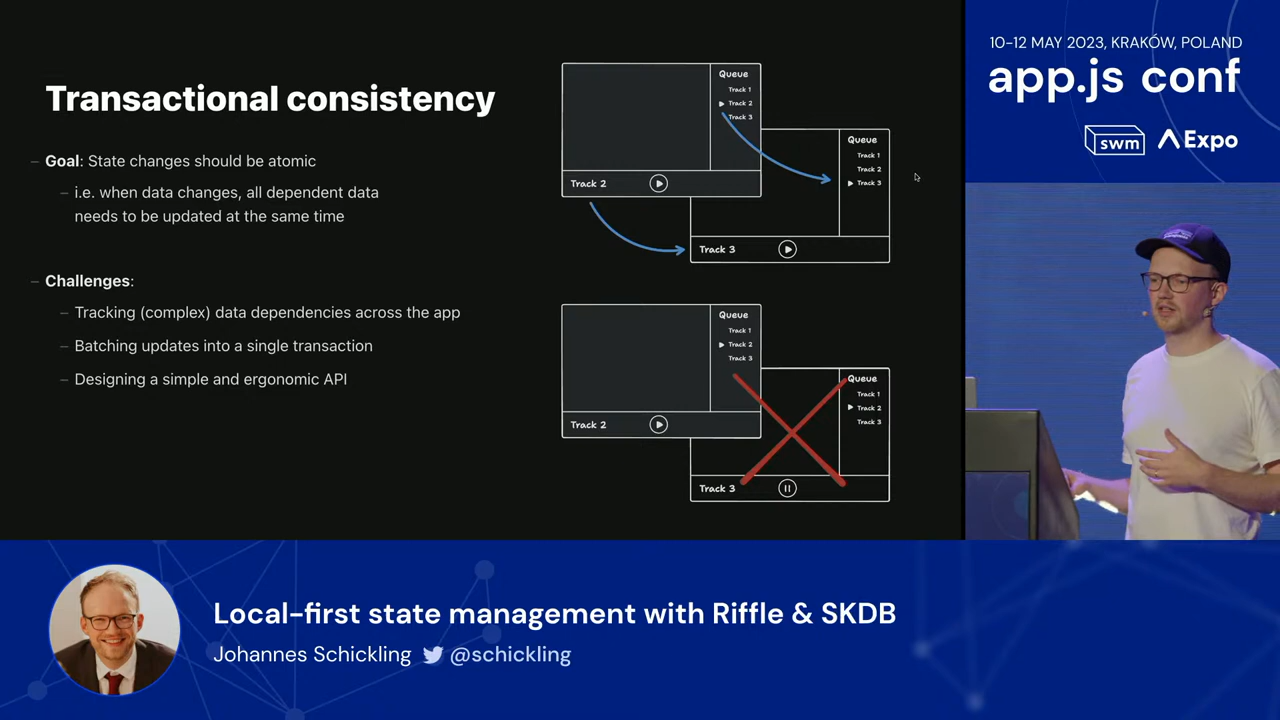 Transactional consistency
– Goal: State changes should be atomic
– i.e. when data changes, all dependent data
needs to be updated at the same time
– Challenges:
– Tracking (complex) data dependencies across the app
– Batching updates into a single transaction
– Designing a simple and ergonomic API
Queue
Track 1
Track 2
Track 3
Track 2
Queue
Track 1
Track 2
Track 3
Track 3
Queue
Track 1
Track 2
Track 3
Track 2
Queue
Track 1
Track 2
Track 3
Track 3
10–12 MAY 2023, KRAKÓW, POLAND
app.js conf
swm Expo
Local-first state management with Riffle & SKDB
Johannes Schickling @schickling